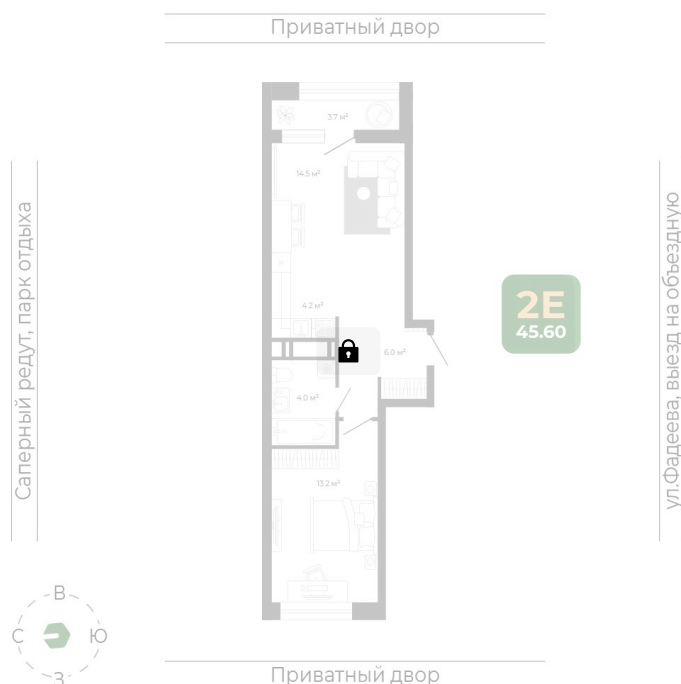 Приватный двор
Саперный редут, парк отдыха
ул.Фадеева, выезд на объездную
3.7 м²
14.5 м²
2Е
45.60
4.2 м²
6.0 м²
4.0 м²
13.2 м²
В
С
Ю
З
Приватный двор